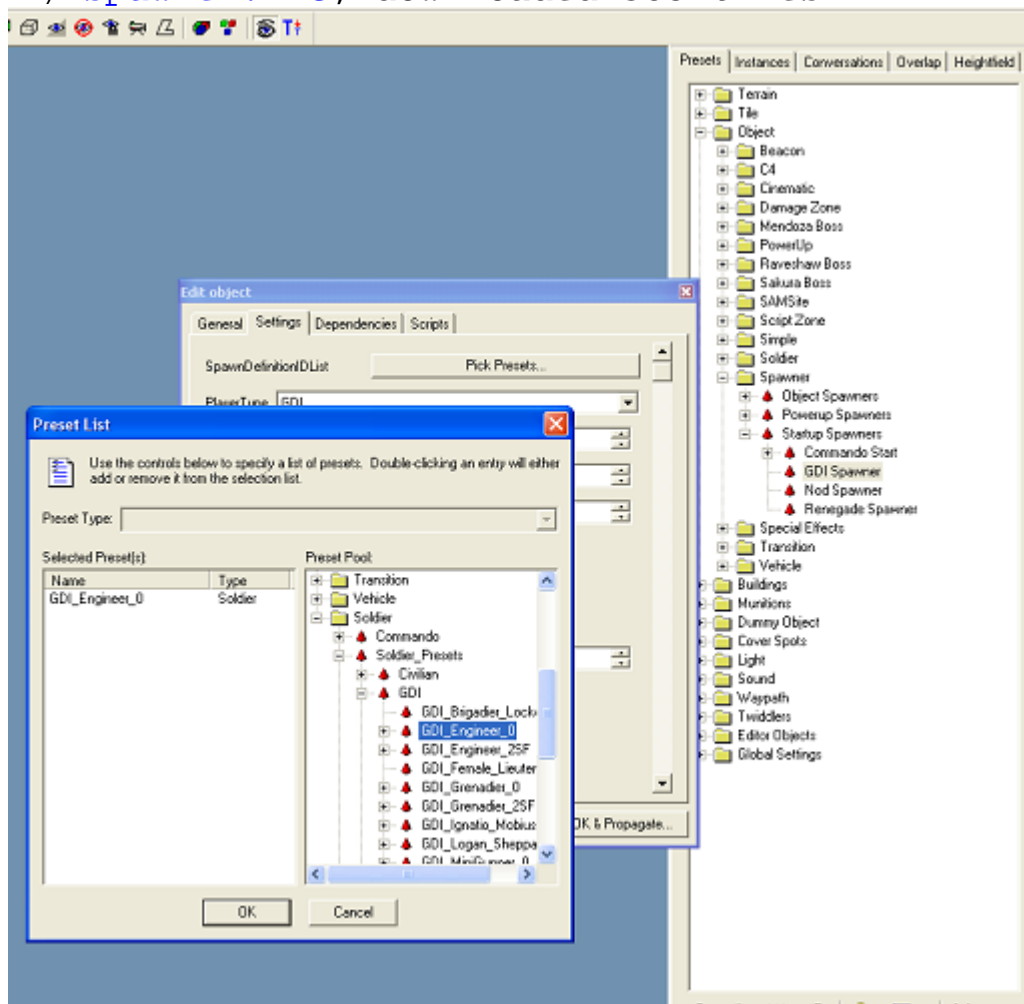 Presets Instances Conversations Overlap Heightfield
Terrain
Tile
Object
Beacon
C4
Cinematic
Damage Zone
Mendoza Boss
PowerUp
Raveshaw Boss
Sakura Boss
SAMSite
Script Zone
Simple
Soldier
Spawner
Object Spawners
Powerup Spawners
Startup Spawners
Commando Start
GDI Spawner
Nod Spawner
Renegade Spawner
Special Effects
Transition
Vehicle
Buildings
Munitions
Dummy Object
Cover Spots
Light
Sound
Waypath
Twiddlers
Editor Objects
Global Settings
Edit object
General Settings Dependencies Scripts
SpawnDefinitionIDList Pick Presets...
PlayerType GDI
OK & Propagate...
Preset List
Use the controls below to specify a list of presets. Double-clicking an entry will either
add or remove it from the selection list.
Preset Type:
Selected Preset(s): Preset Pool:
Name Type
GDI_Engineer_0 Soldier
Transition
Vehicle
Soldier
Commando
Soldier_Presets
Civilian
GDI
GDI_Brigadier_Lock
GDI_Engineer_0
GDI_Engineer_2SF
GDI_Female_Lieuter
GDI_Grenadier_0
GDI_Grenadier_2SF
GDI_Ignatio_Mobius
GDI_Logan_Sheppa
GDI_MiniGunner_0
OK Cancel